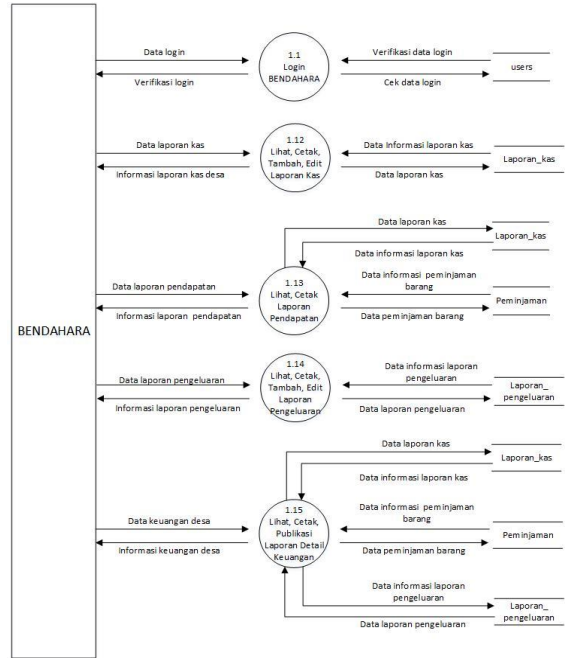 Data login
Verifikasi login
1.1
Login
BENDAHARA
Verifikasi data login
Cek data login
users
Data laporan kas
Informasi laporan kas desa
1.12
Lihat, Cetak,
Tambah, Edit
Laporan Kas
Data Informasi laporan kas
Data laporan kas
Laporan_kas
Data laporan kas
Laporan_kas
Data informasi laporan kas
Data laporan pendapatan
Informasi laporan pendapatan
1.13
Lihat, Cetak
Laporan
Pendapatan
Data informasi peminjaman
barang
Data peminjaman barang
Peminjaman
BENDAHARA
Data laporan pengeluaran
Informasi laporan pengeluaran
1.14
Lihat, Cetak,
Tambah, Edit
Laporan
Pengeluaran
Data informasi laporan
pengeluaran
Data laporan pengeluaran
Laporan_
pengeluaran
Data laporan kas
Laporan_kas
Data informasi laporan kas
Data keuangan desa
Informasi keuangan desa
1.15
Lihat, Cetak,
Publikasi
Laporan Detail
Keuangan
Data informasi peminjaman
barang
Data peminjaman barang
Peminjaman
Data informasi laporan
pengeluaran
Data laporan pengeluaran
Laporan_
pengeluaran